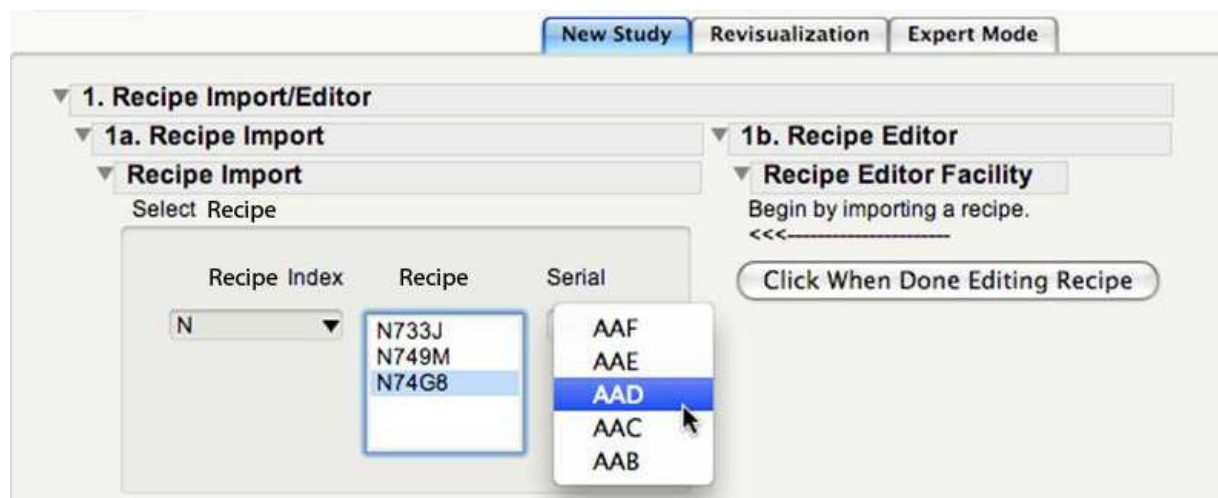 New Study Revisualization Expert Mode
1. Recipe Import/Editor
1a. Recipe Import
Recipe Import
Select Recipe
Recipe Index Recipe Serial
N
N733J
N749M
N74G8
AAF
AAE
AAD
AAC
AAB
1b. Recipe Editor
Recipe Editor Facility
Begin by importing a recipe.
<<<-----------------------
Click When Done Editing Recipe